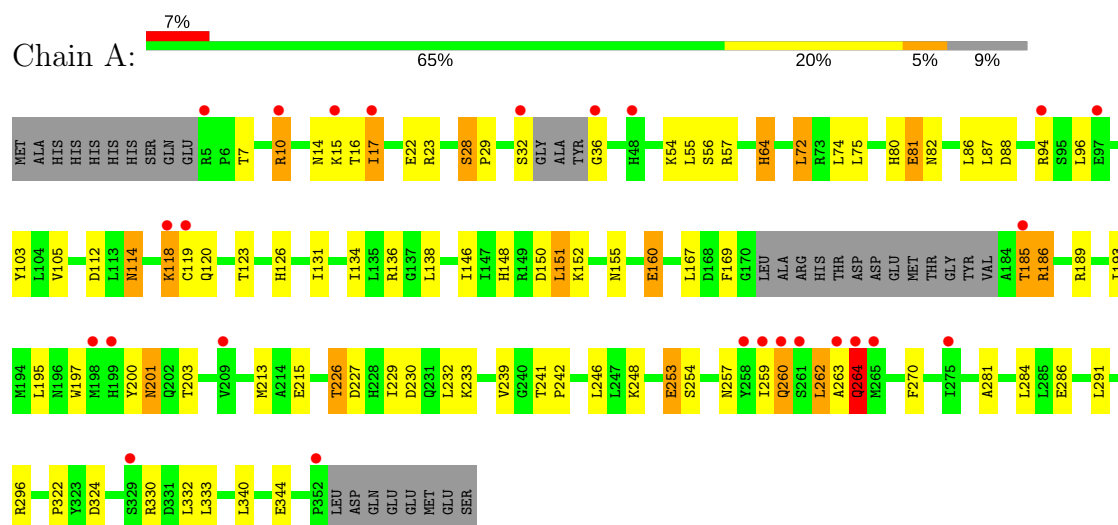 7%
Chain A:
65% 20% 5% 9%
MET ALA HIS HIS HIS HIS HIS HIS SER GLN GLU R5 P6 T7 R10 N14 K15 T16 I17 E22 R23 S28 P29 S32 GLY ALA TYR G36 H48 K54 L55 S56 R57 H64 L72 R73 L74 L75 H80 E81 N82 L86 L87 D88 R94 S95 L96 E97
Y103 L104 V105 D112 L113 N114 K118 C119 Q120 T123 H126 I131 I134 L135 R136 G137 L138 I146 I147 H148 R149 D150 L151 K152 N155 E160 L167 D168 F169 G170 LEU ALA ARG HIS THR ASP ASP GLU MET THR GLY TYR VAL A184 T185 R186 R189 I193
M194 L195 N196 W197 M198 H199 Y200 N201 Q202 T203 V209 M213 A214 E215 T226 D227 H228 I229 D230 Q231 L232 K233 V239 G240 T241 P242 L246 L247 K248 E253 S254 N257 Y258 I259 Q260 S261 L262 A263 Q264 M265 F270 I275 A281 L284 L285 E286 L291
R296 P322 Y323 D324 S329 R330 D331 L332 L333 L340 E344 P352 LEU ASP GLN GLU GLU MET GLU SER